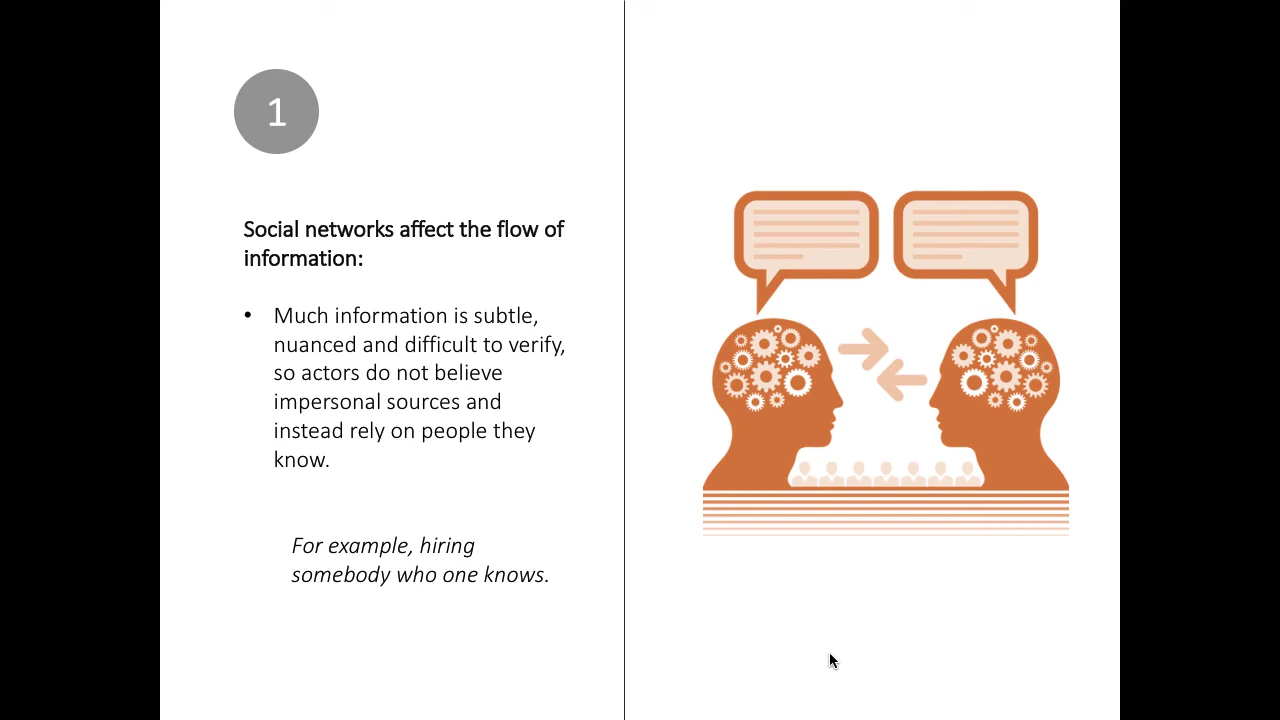 1
Social networks affect the flow of
information:
• Much information is subtle,
nuanced and difficult to verify,
so actors do not believe
impersonal sources and
instead rely on people they
know.
For example, hiring
somebody who one knows.